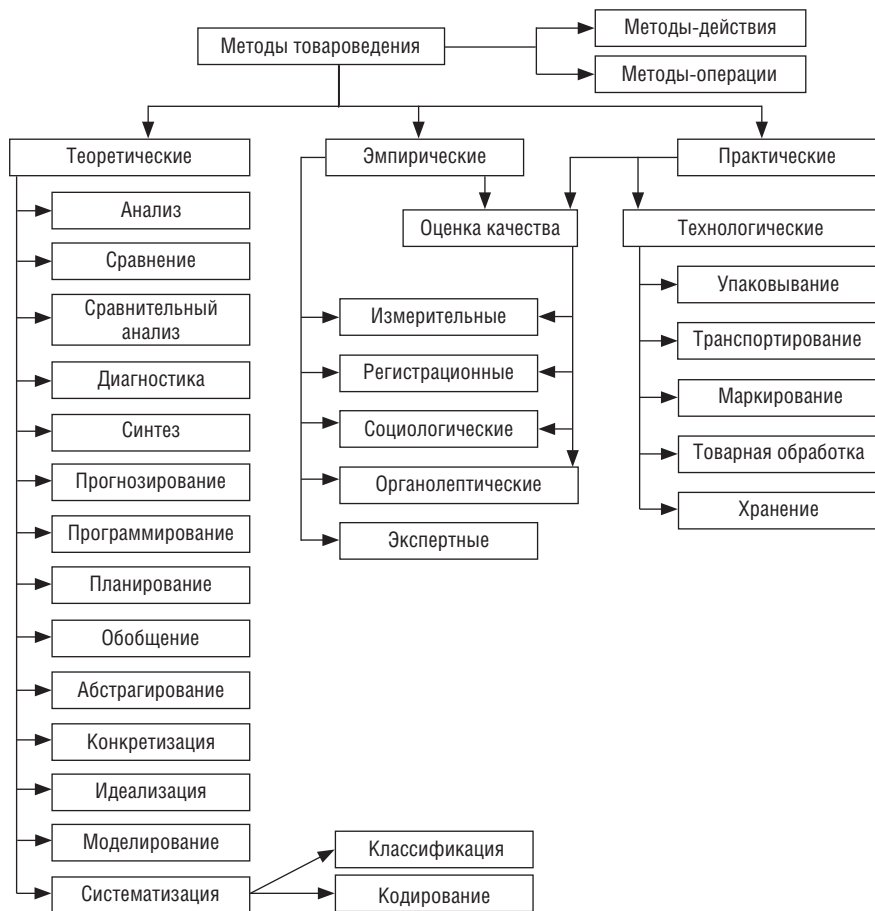 Методы товароведения
Методы-действия
Методы-операции
Теоретические
Эмпирические
Практические
Анализ
Сравнение
Сравнительный
анализ
Диагностика
Синтез
Прогнозирование
Программирование
Планирование
Обобщение
Абстрагирование
Конкретизация
Идеализация
Моделирование
Систематизация
Классификация
Кодирование
Оценка качества
Измерительные
Регистрационные
Социологические
Органолептические
Экспертные
Технологические
Упаковывание
Транспортирование
Маркирование
Товарная обработка
Хранение